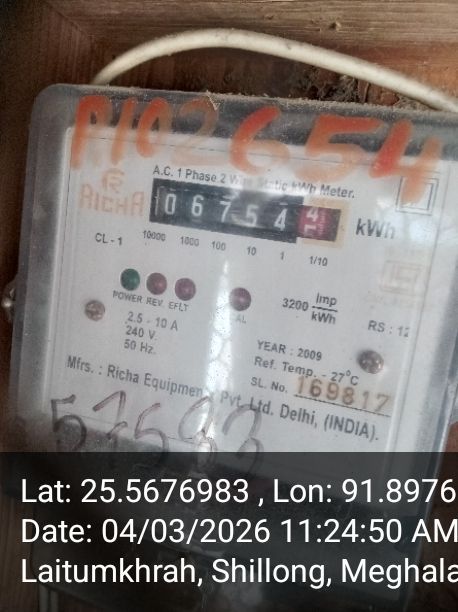 P102654
A.C. 1 Phase 2 Wire Static kWh Meter.
RICHA
067544 kWh
CL - 1 10000 1000 100 10 1 1/10
POWER REV. EFLT CAL
3200 imp/kWh
RS : 12
2.5 - 10 A
240 V.
50 Hz.
YEAR : 2009
Ref. Temp. - 27°C
SL. No. 169817
Mfrs. : Richa Equipmen Pvt. Ltd. Delhi, (INDIA).
57593
Lat: 25.5676983 , Lon: 91.8976
Date: 04/03/2026 11:24:50 AM
Laitumkhrah, Shillong, Meghala